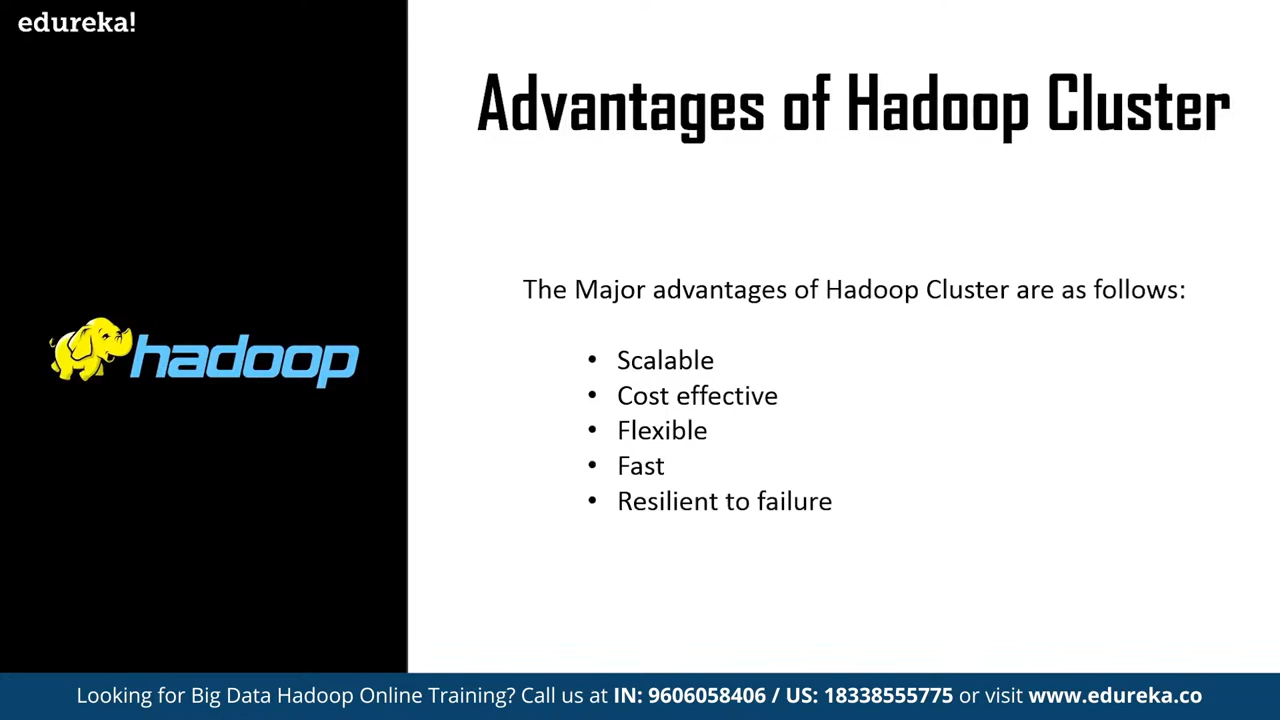 edureka!
Advantages of Hadoop Cluster
hadoop
The Major advantages of Hadoop Cluster are as follows:
• Scalable
• Cost effective
• Flexible
• Fast
• Resilient to failure
Looking for Big Data Hadoop Online Training? Call us at IN: 9606058406 / US: 18338555775 or visit www.edureka.co